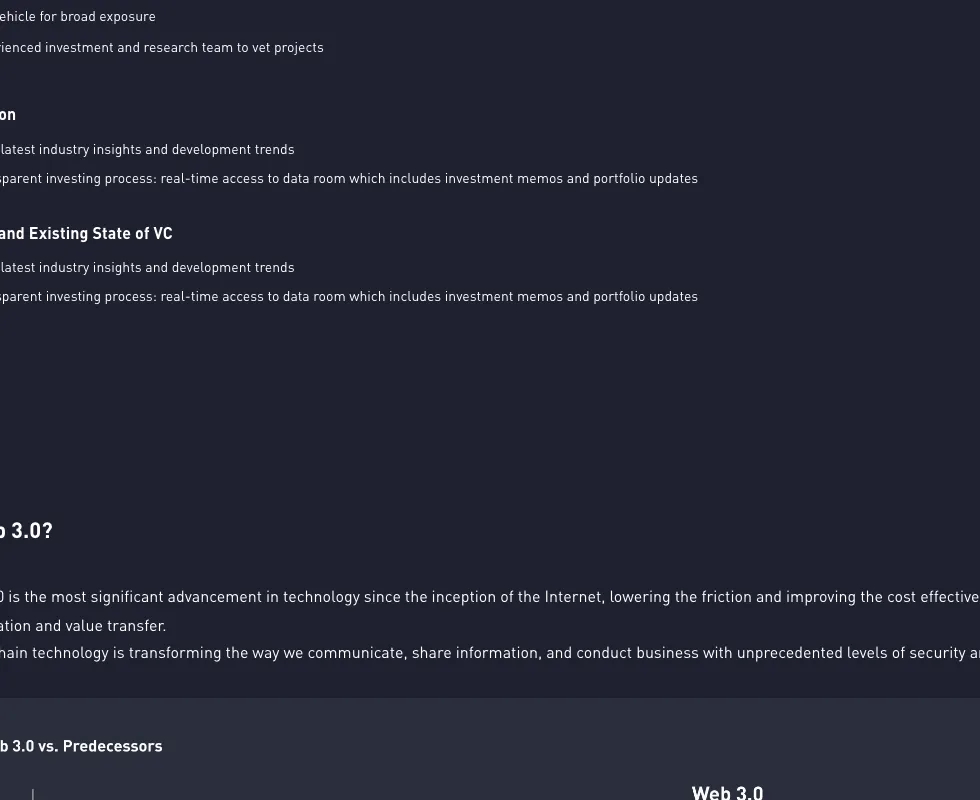 ehicle for broad exposure
ienced investment and research team to vet projects
on
latest industry insights and development trends
sparent investing process: real-time access to data room which includes investment memos and portfolio updates
and Existing State of VC
latest industry insights and development trends
sparent investing process: real-time access to data room which includes investment memos and portfolio updates
3.0?
0 is the most significant advancement in technology since the inception of the Internet, lowering the friction and improving the cost effective
ation and value transfer.
hain technology is transforming the way we communicate, share information, and conduct business with unprecedented levels of security a
b 3.0 vs. Predecessors
Web 3.0